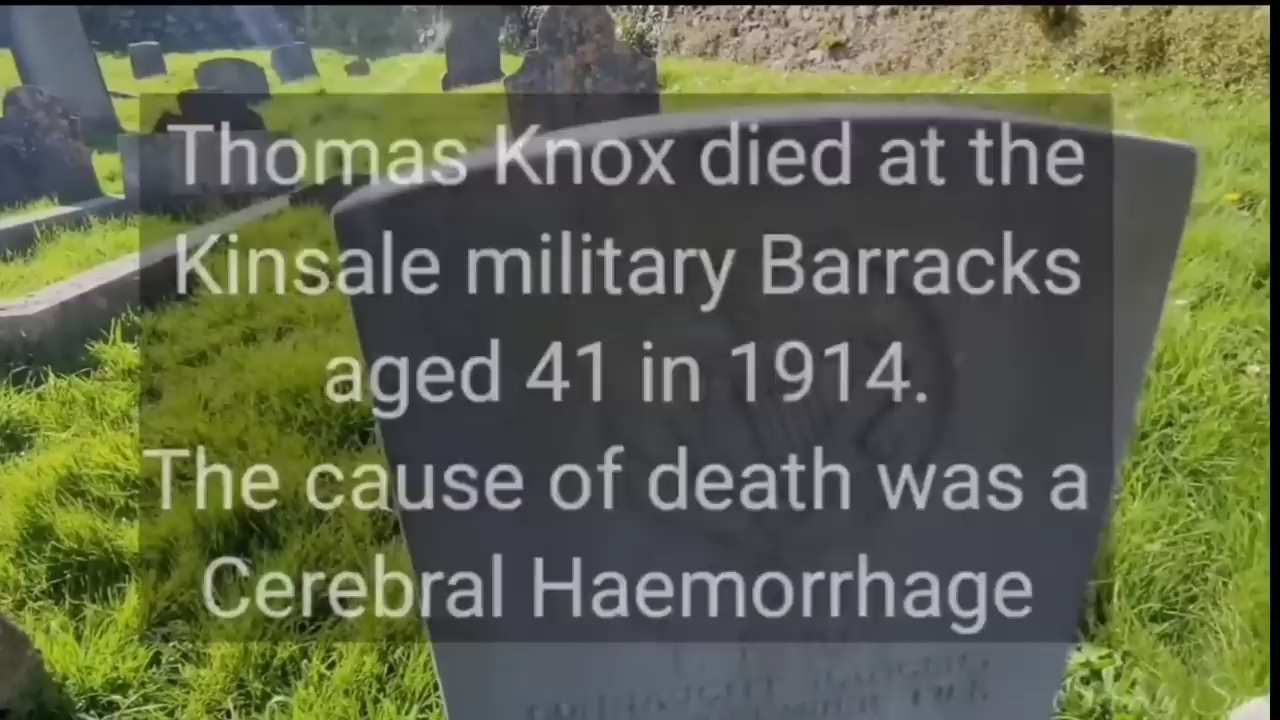 Thomas Knox died at the
Kinsale military Barracks
aged 41 in 1914.
The cause of death was a
Cerebral Haemorrhage